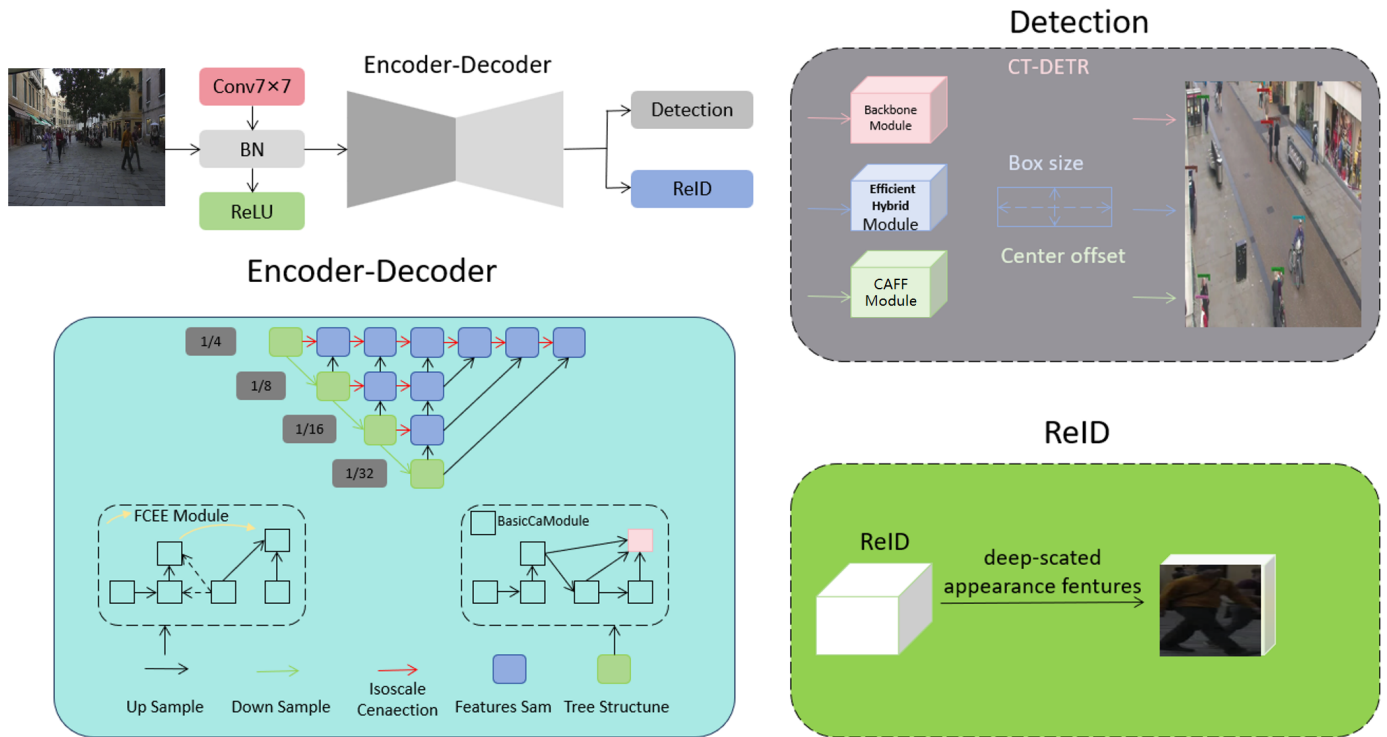 Conv7×7
BN
ReLU
Encoder-Decoder
Detection
ReID
Detection
CT-DETR
Backbone
Module
Efficient
Hybrid
Module
CAFF
Module
Box size
Center offset
Encoder-Decoder
1/4
1/8
1/16
1/32
FCEE Module
BasicCaModule
Up Sample
Down Sample
Isoscale
Cenaection
Features Sam
Tree Structune
ReID
ReID
deep-scated
appearance fentures